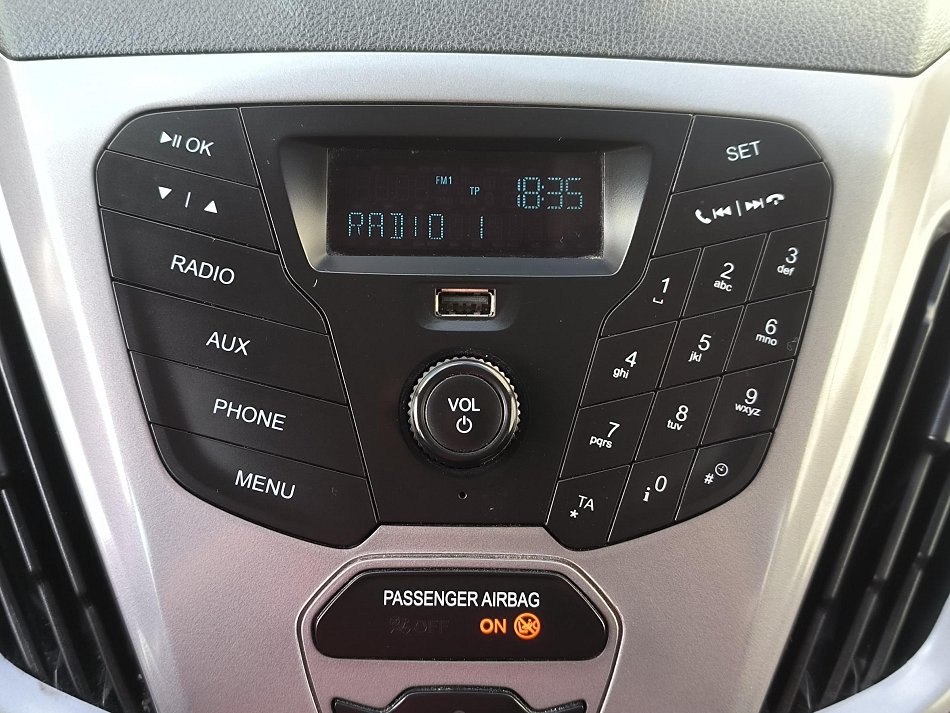 OK
SET
FM1
TP
18:35
RADIO 1
RADIO
AUX
PHONE
MENU
VOL
1
2
abc
3
def
4
ghi
5
jkl
6
mno
7
pqrs
8
tuv
9
wxyz
TA
*
i 0
#
PASSENGER AIRBAG
OFF
ON